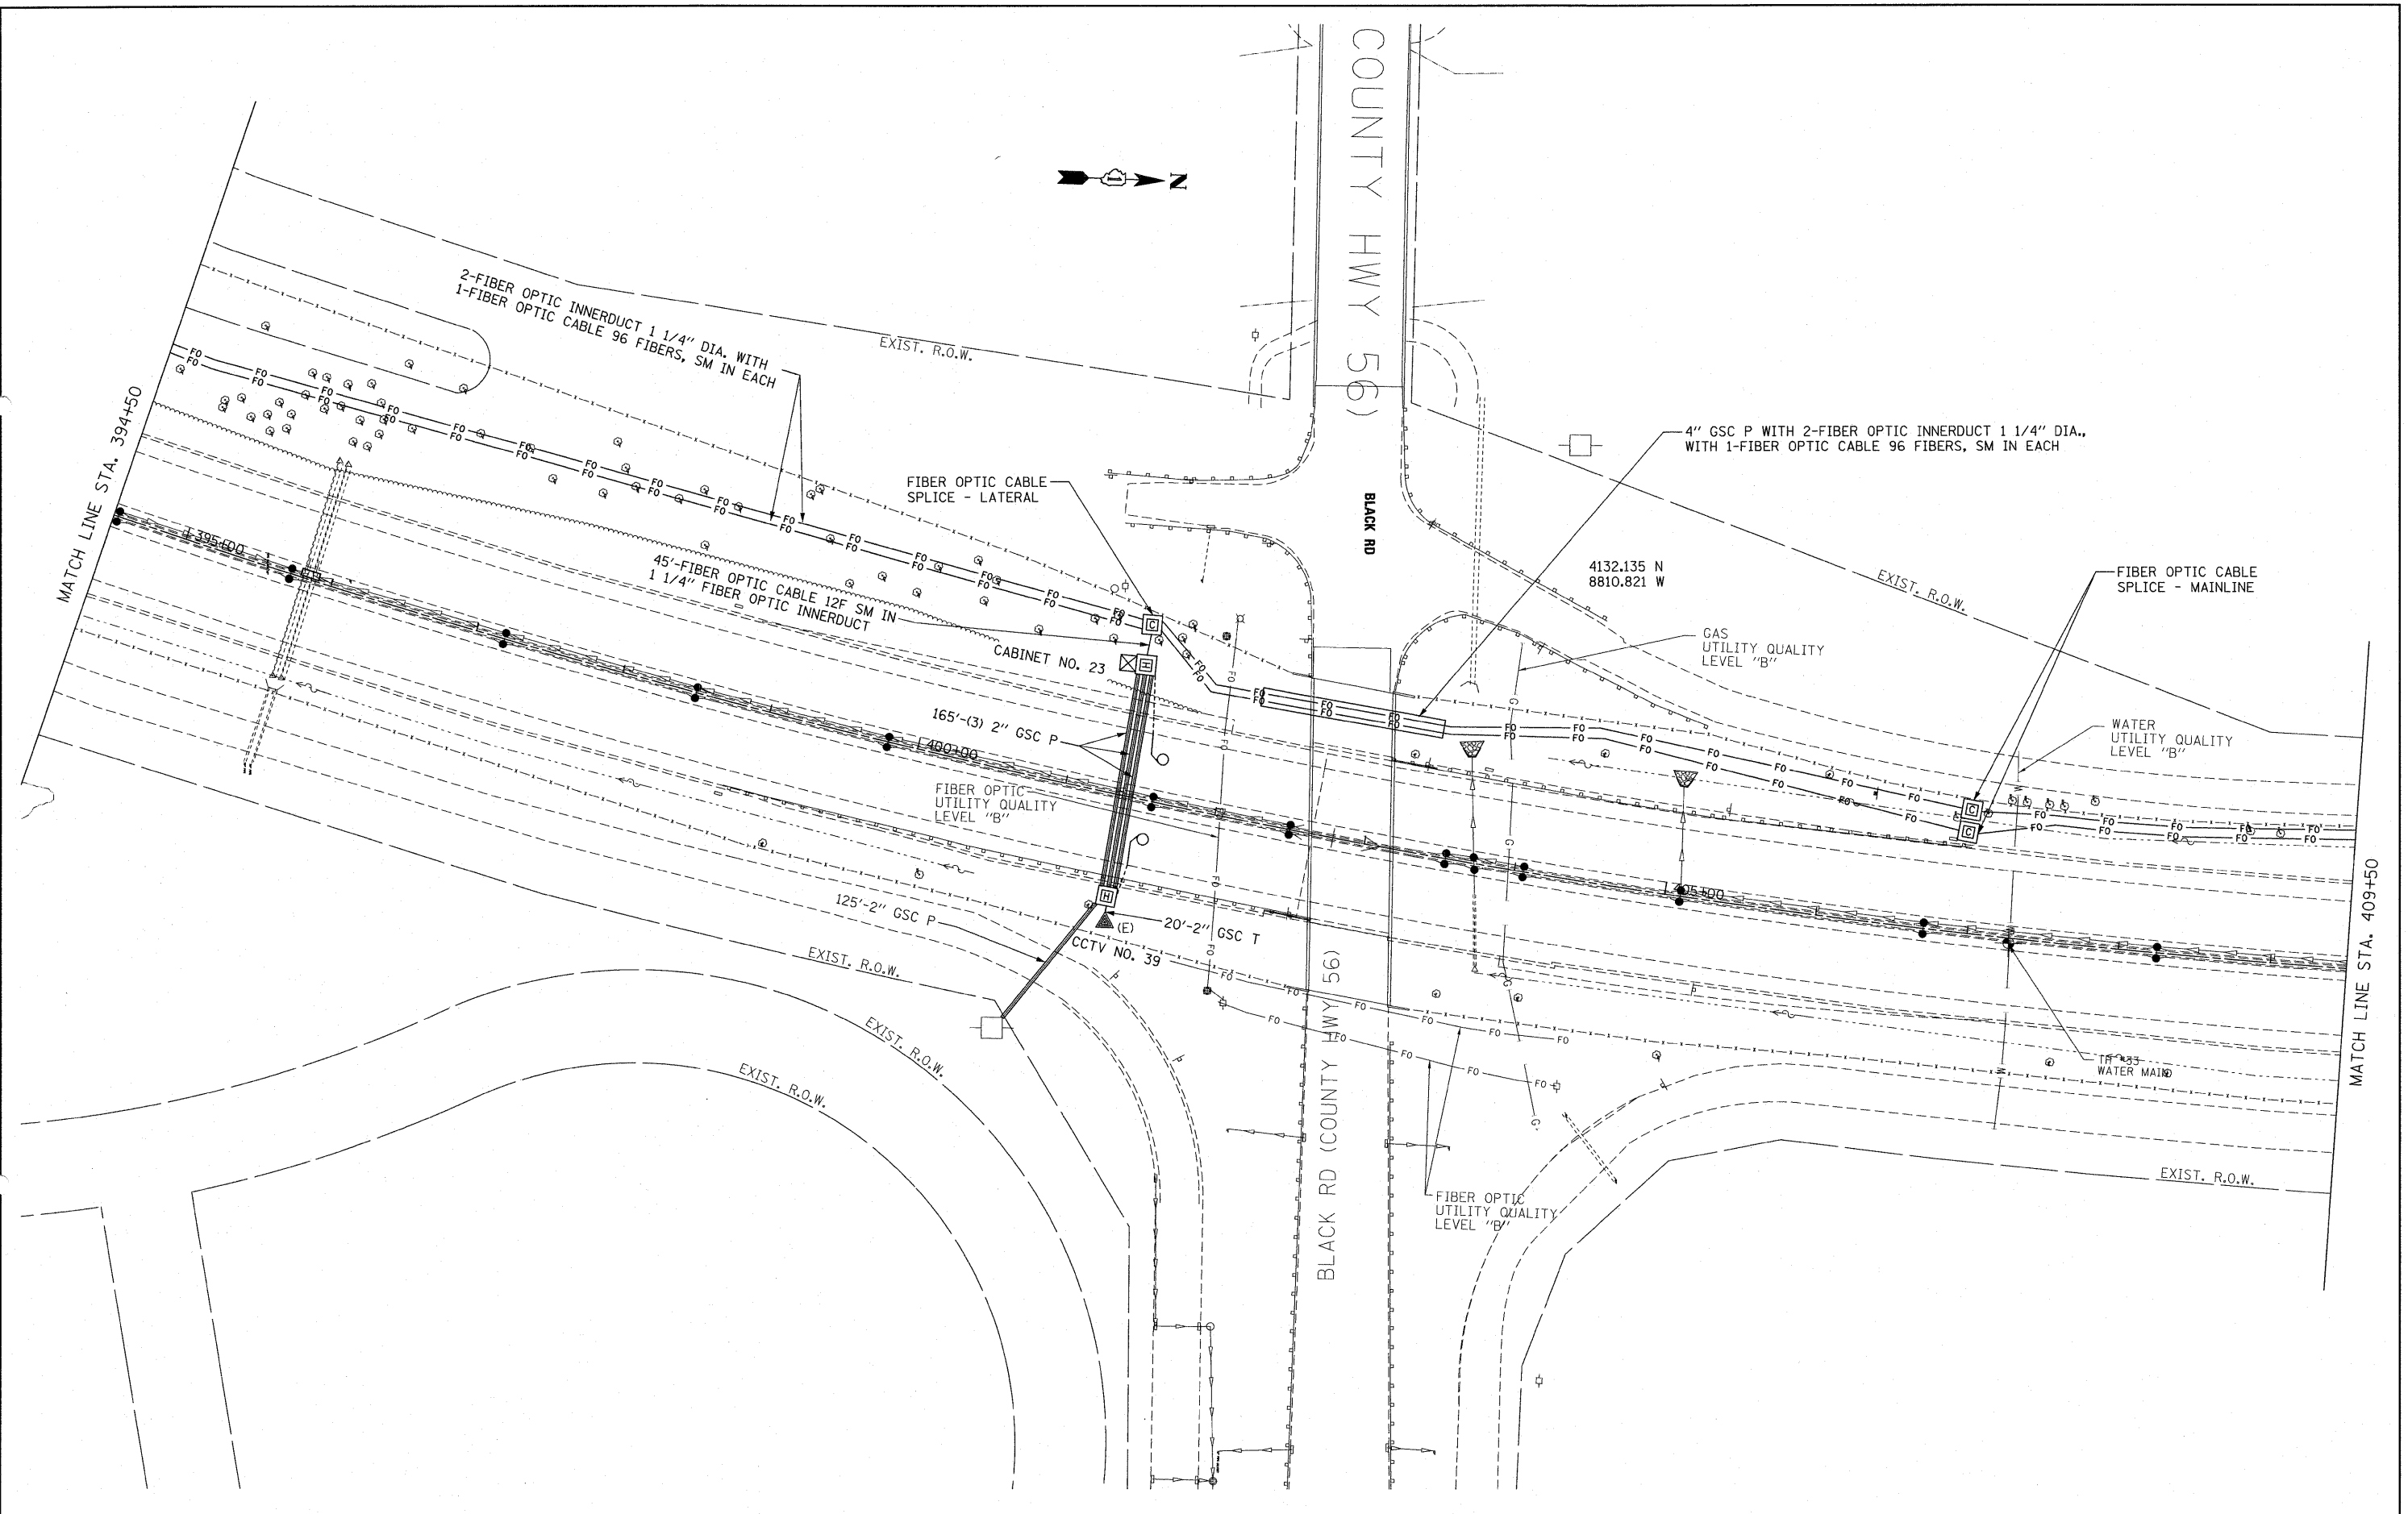 COUNTY HWY 56)
N
2-FIBER OPTIC INNERDUCT 1 1/4" DIA. WITH
1-FIBER OPTIC CABLE 96 FIBERS, SM IN EACH
EXIST. R.O.W.
MATCH LINE STA. 394+50
4" GSC P WITH 2-FIBER OPTIC INNERDUCT 1 1/4" DIA.,
WITH 1-FIBER OPTIC CABLE 96 FIBERS, SM IN EACH
FIBER OPTIC CABLE
SPLICE - LATERAL
BLACK RD
395+00
45'-FIBER OPTIC CABLE 12F SM IN
1 1/4" FIBER OPTIC INNERDUCT
4132.135 N
8810.821 W
EXIST. R.O.W.
FIBER OPTIC CABLE
SPLICE - MAINLINE
CABINET NO. 23
GAS
UTILITY QUALITY
LEVEL "B"
165'-(3) 2" GSC P
400+00
WATER
UTILITY QUALITY
LEVEL "B"
FIBER OPTIC
UTILITY QUALITY
LEVEL "B"
405+00
125'-2" GSC P
20'-2" GSC T
(E)
CCTV NO. 39
EXIST. R.O.W.
MATCH LINE STA. 409+50
BLACK RD (COUNTY HWY 56)
EXIST. R.O.W.
EXIST. R.O.W.
WATER MAIN
FIBER OPTIC
UTILITY QUALITY
LEVEL "B"
EXIST. R.O.W.